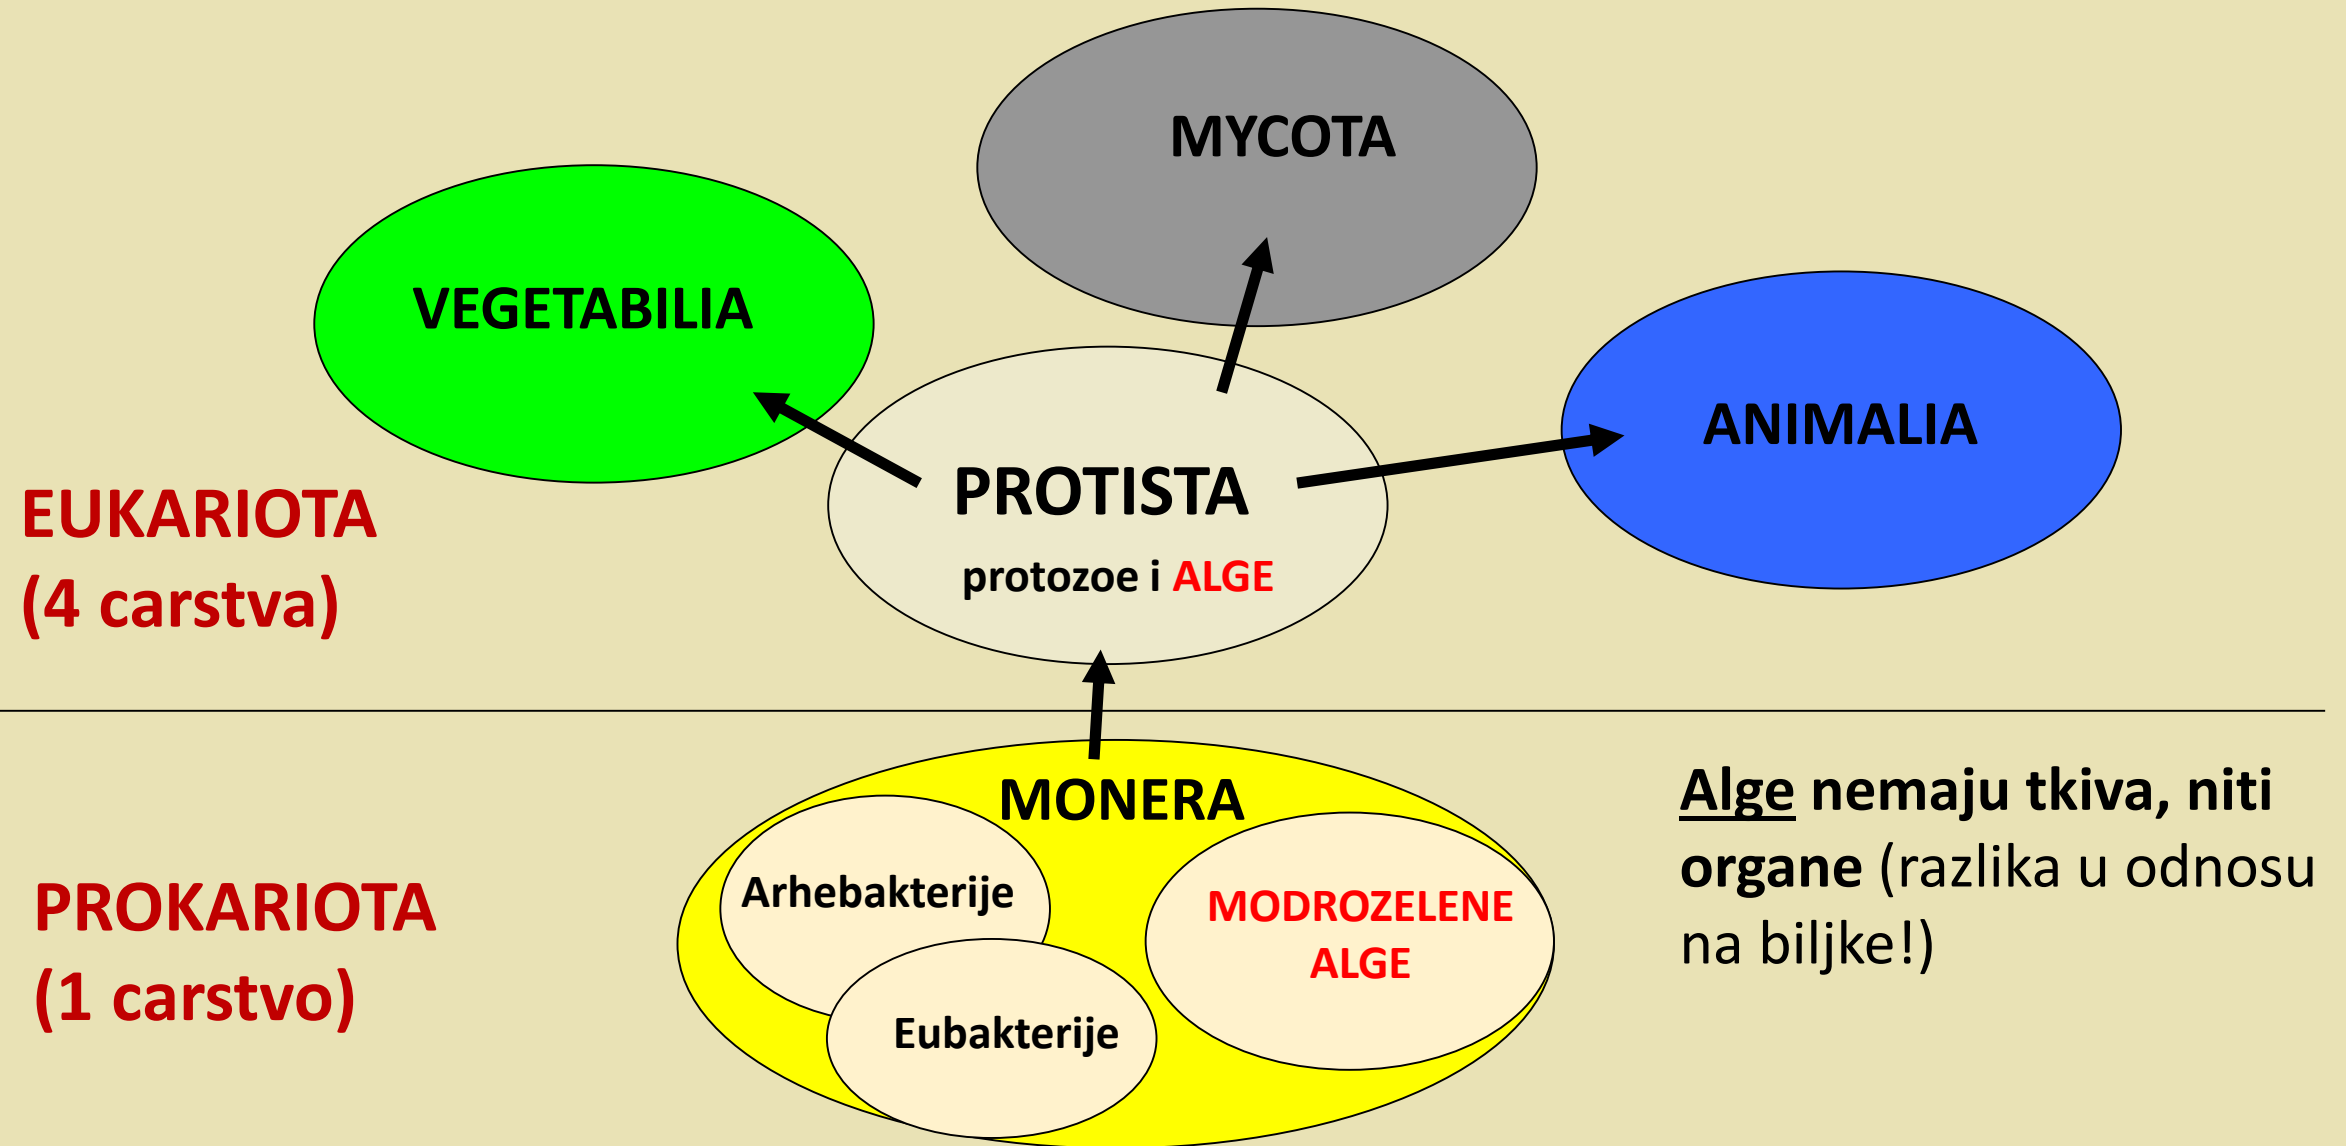 MYCOTA
VEGETABILIA
ANIMALIA
PROTISTA
protozoe i ALGE
EUKARIOTA
(4 carstva)
MONERA
Arhebakterije
MODROZELENE
ALGE
Eubakterije
PROKARIOTA
(1 carstvo)
Alge nemaju tkiva, niti
organe (razlika u odnosu
na biljke!)